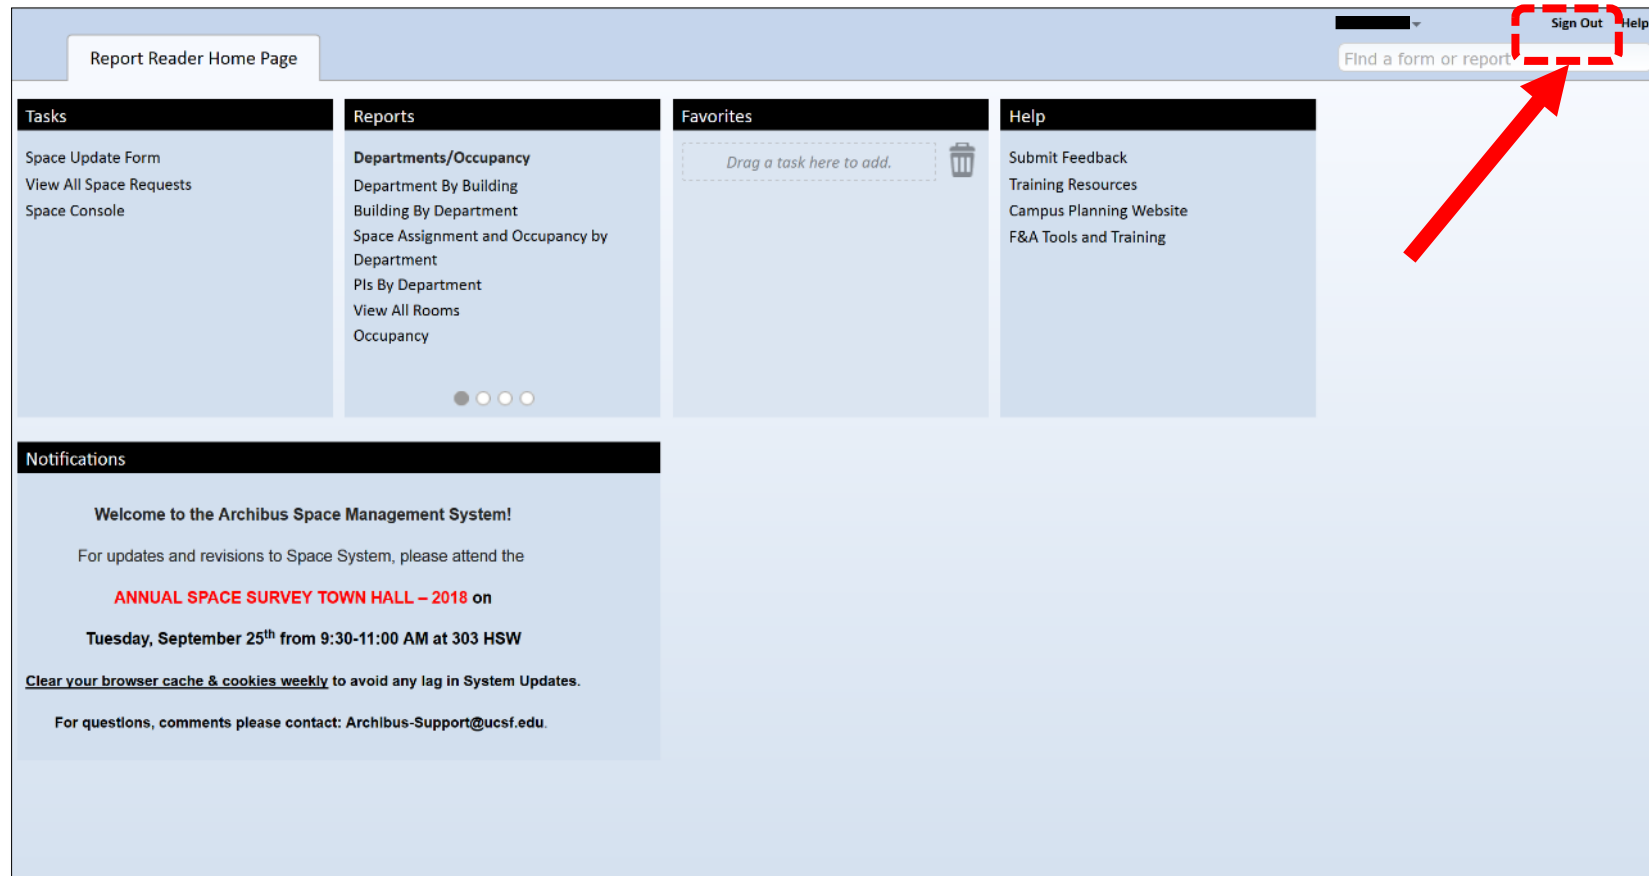 Sign Out Help
Report Reader Home Page
Find a form or report
Tasks
Space Update Form
View All Space Requests
Space Console
Reports
Departments/Occupancy
Department By Building
Building By Department
Space Assignment and Occupancy by
Department
PIs By Department
View All Rooms
Occupancy
Favorites
Drag a task here to add.
Help
Submit Feedback
Training Resources
Campus Planning Website
F&A Tools and Training
Notifications
Welcome to the Archibus Space Management System!
For updates and revisions to Space System, please attend the
ANNUAL SPACE SURVEY TOWN HALL – 2018 on
Tuesday, September 25th from 9:30-11:00 AM at 303 HSW
Clear your browser cache & cookies weekly to avoid any lag in System Updates.
For questions, comments please contact: Archibus-Support@ucsf.edu.